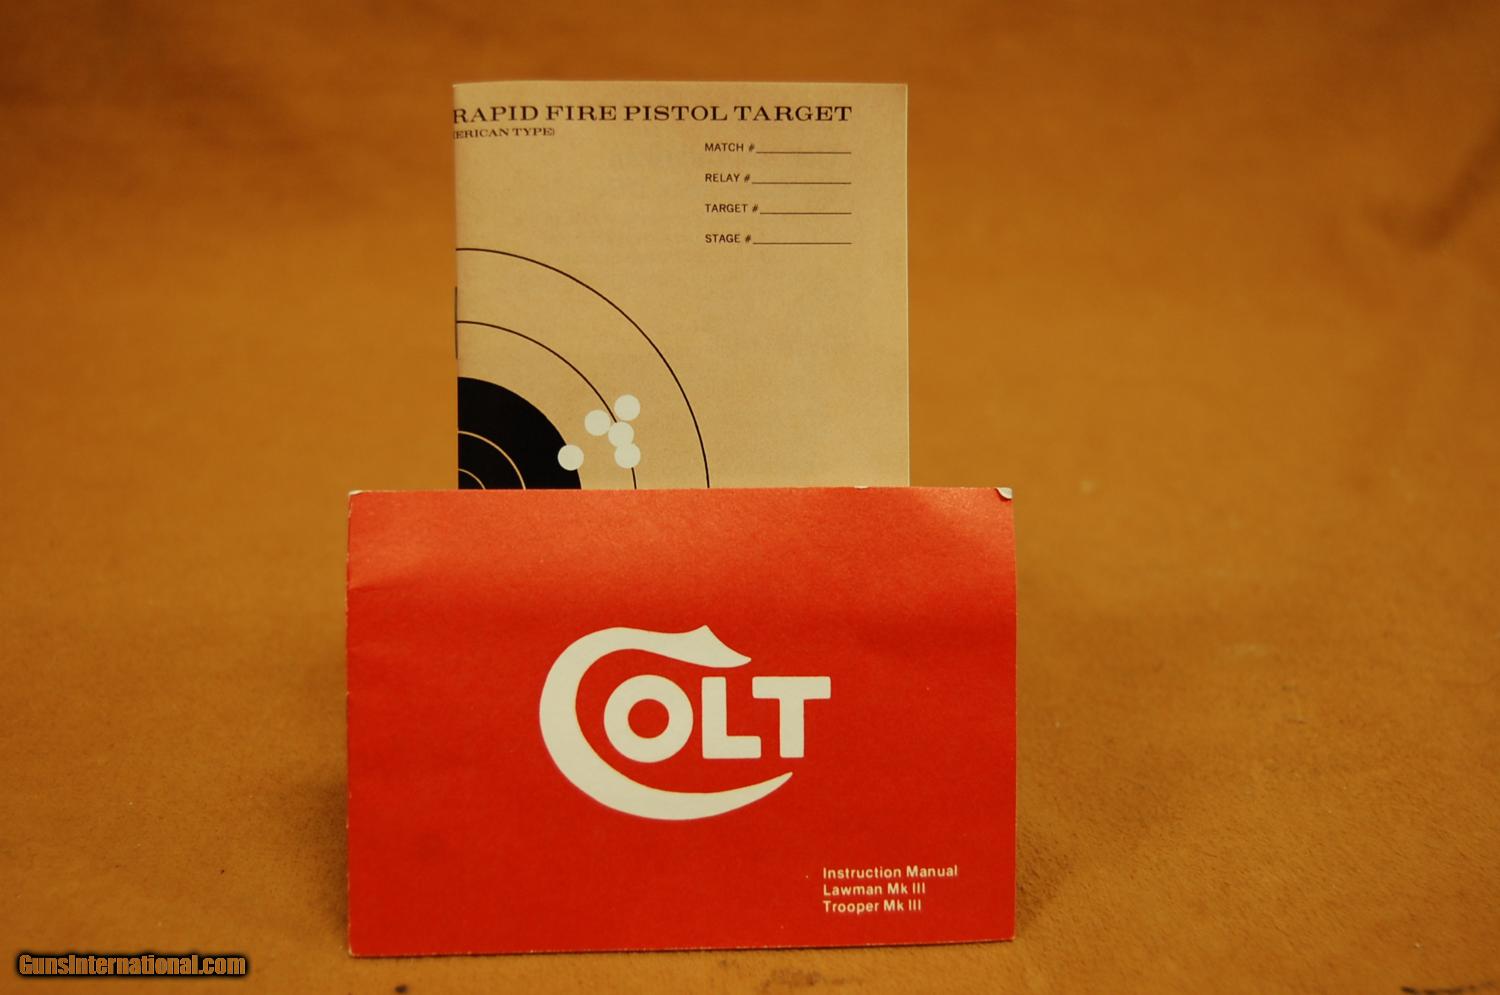 RAPID FIRE PISTOL TARGET
ERICAN TYPE)
MATCH #
RELAY #
TARGET #
STAGE #
COLT
Instruction Manual
Lawman Mk III
Trooper Mk III
GunsInternational.com